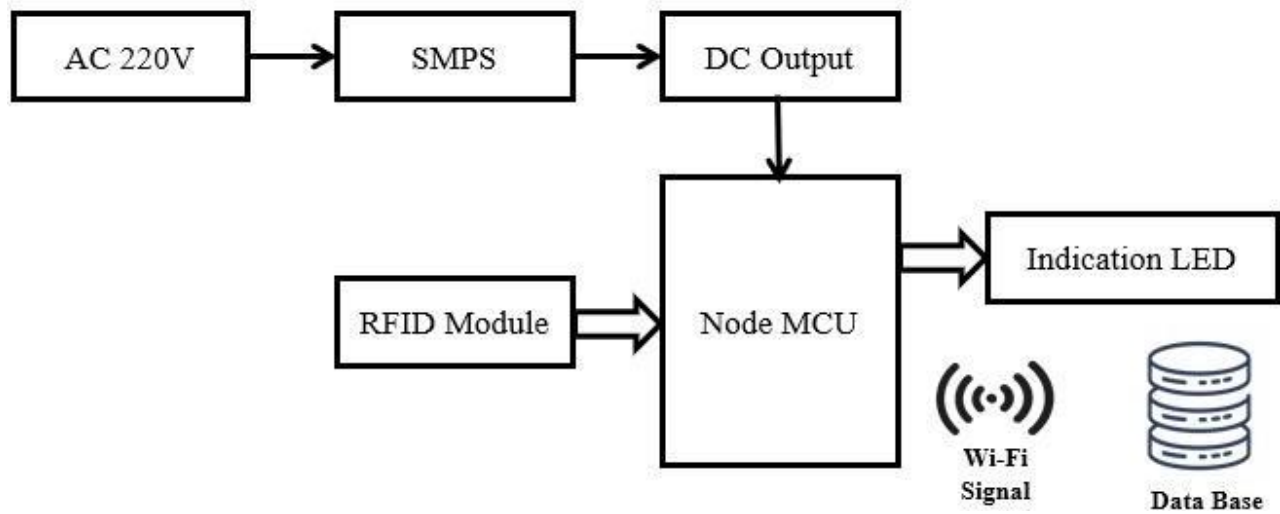 AC 220V
SMPS
DC Output
Indication LED
RFID Module
Node MCU
Wi-Fi
Signal
Data Base